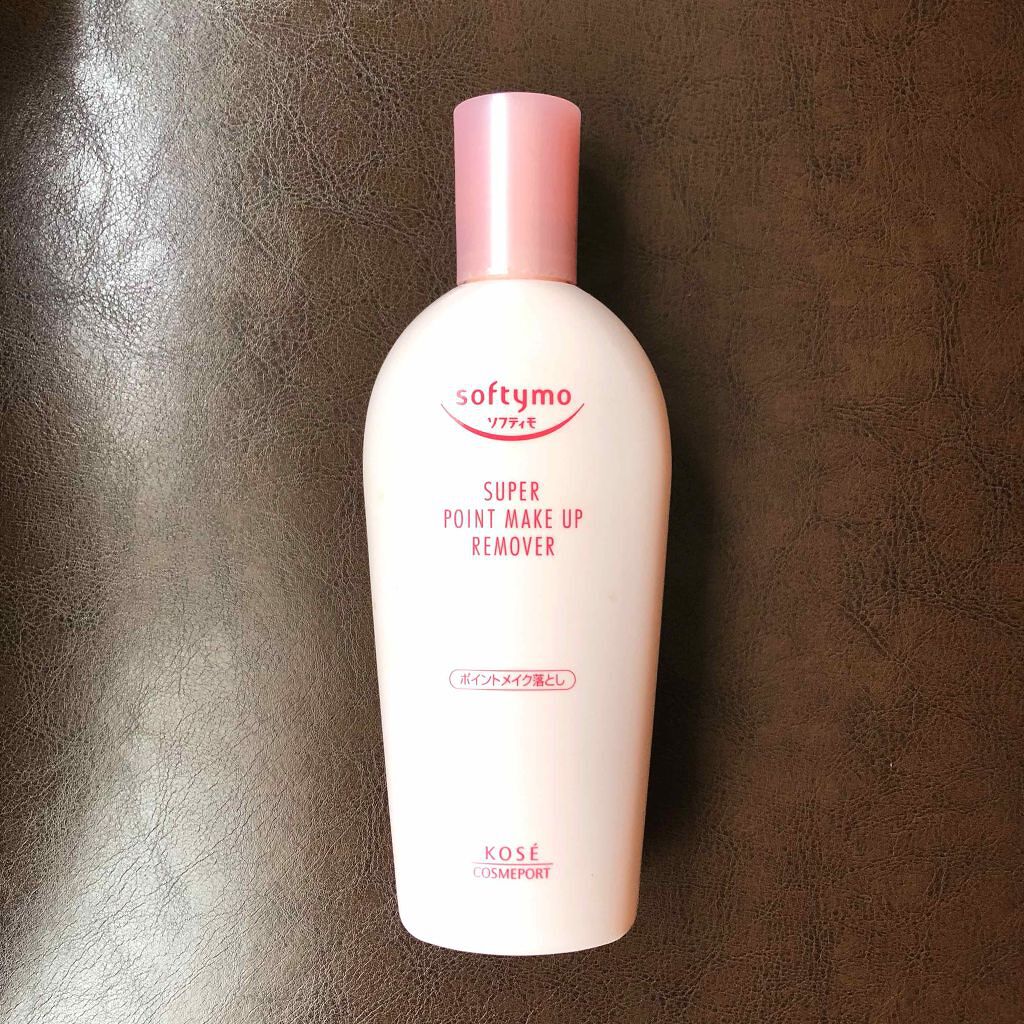 softymo
ソフティモ
SUPER
POINT MAKE UP
REMOVER
ポイントメイク落とし
KOSÉ
COSMEPORT